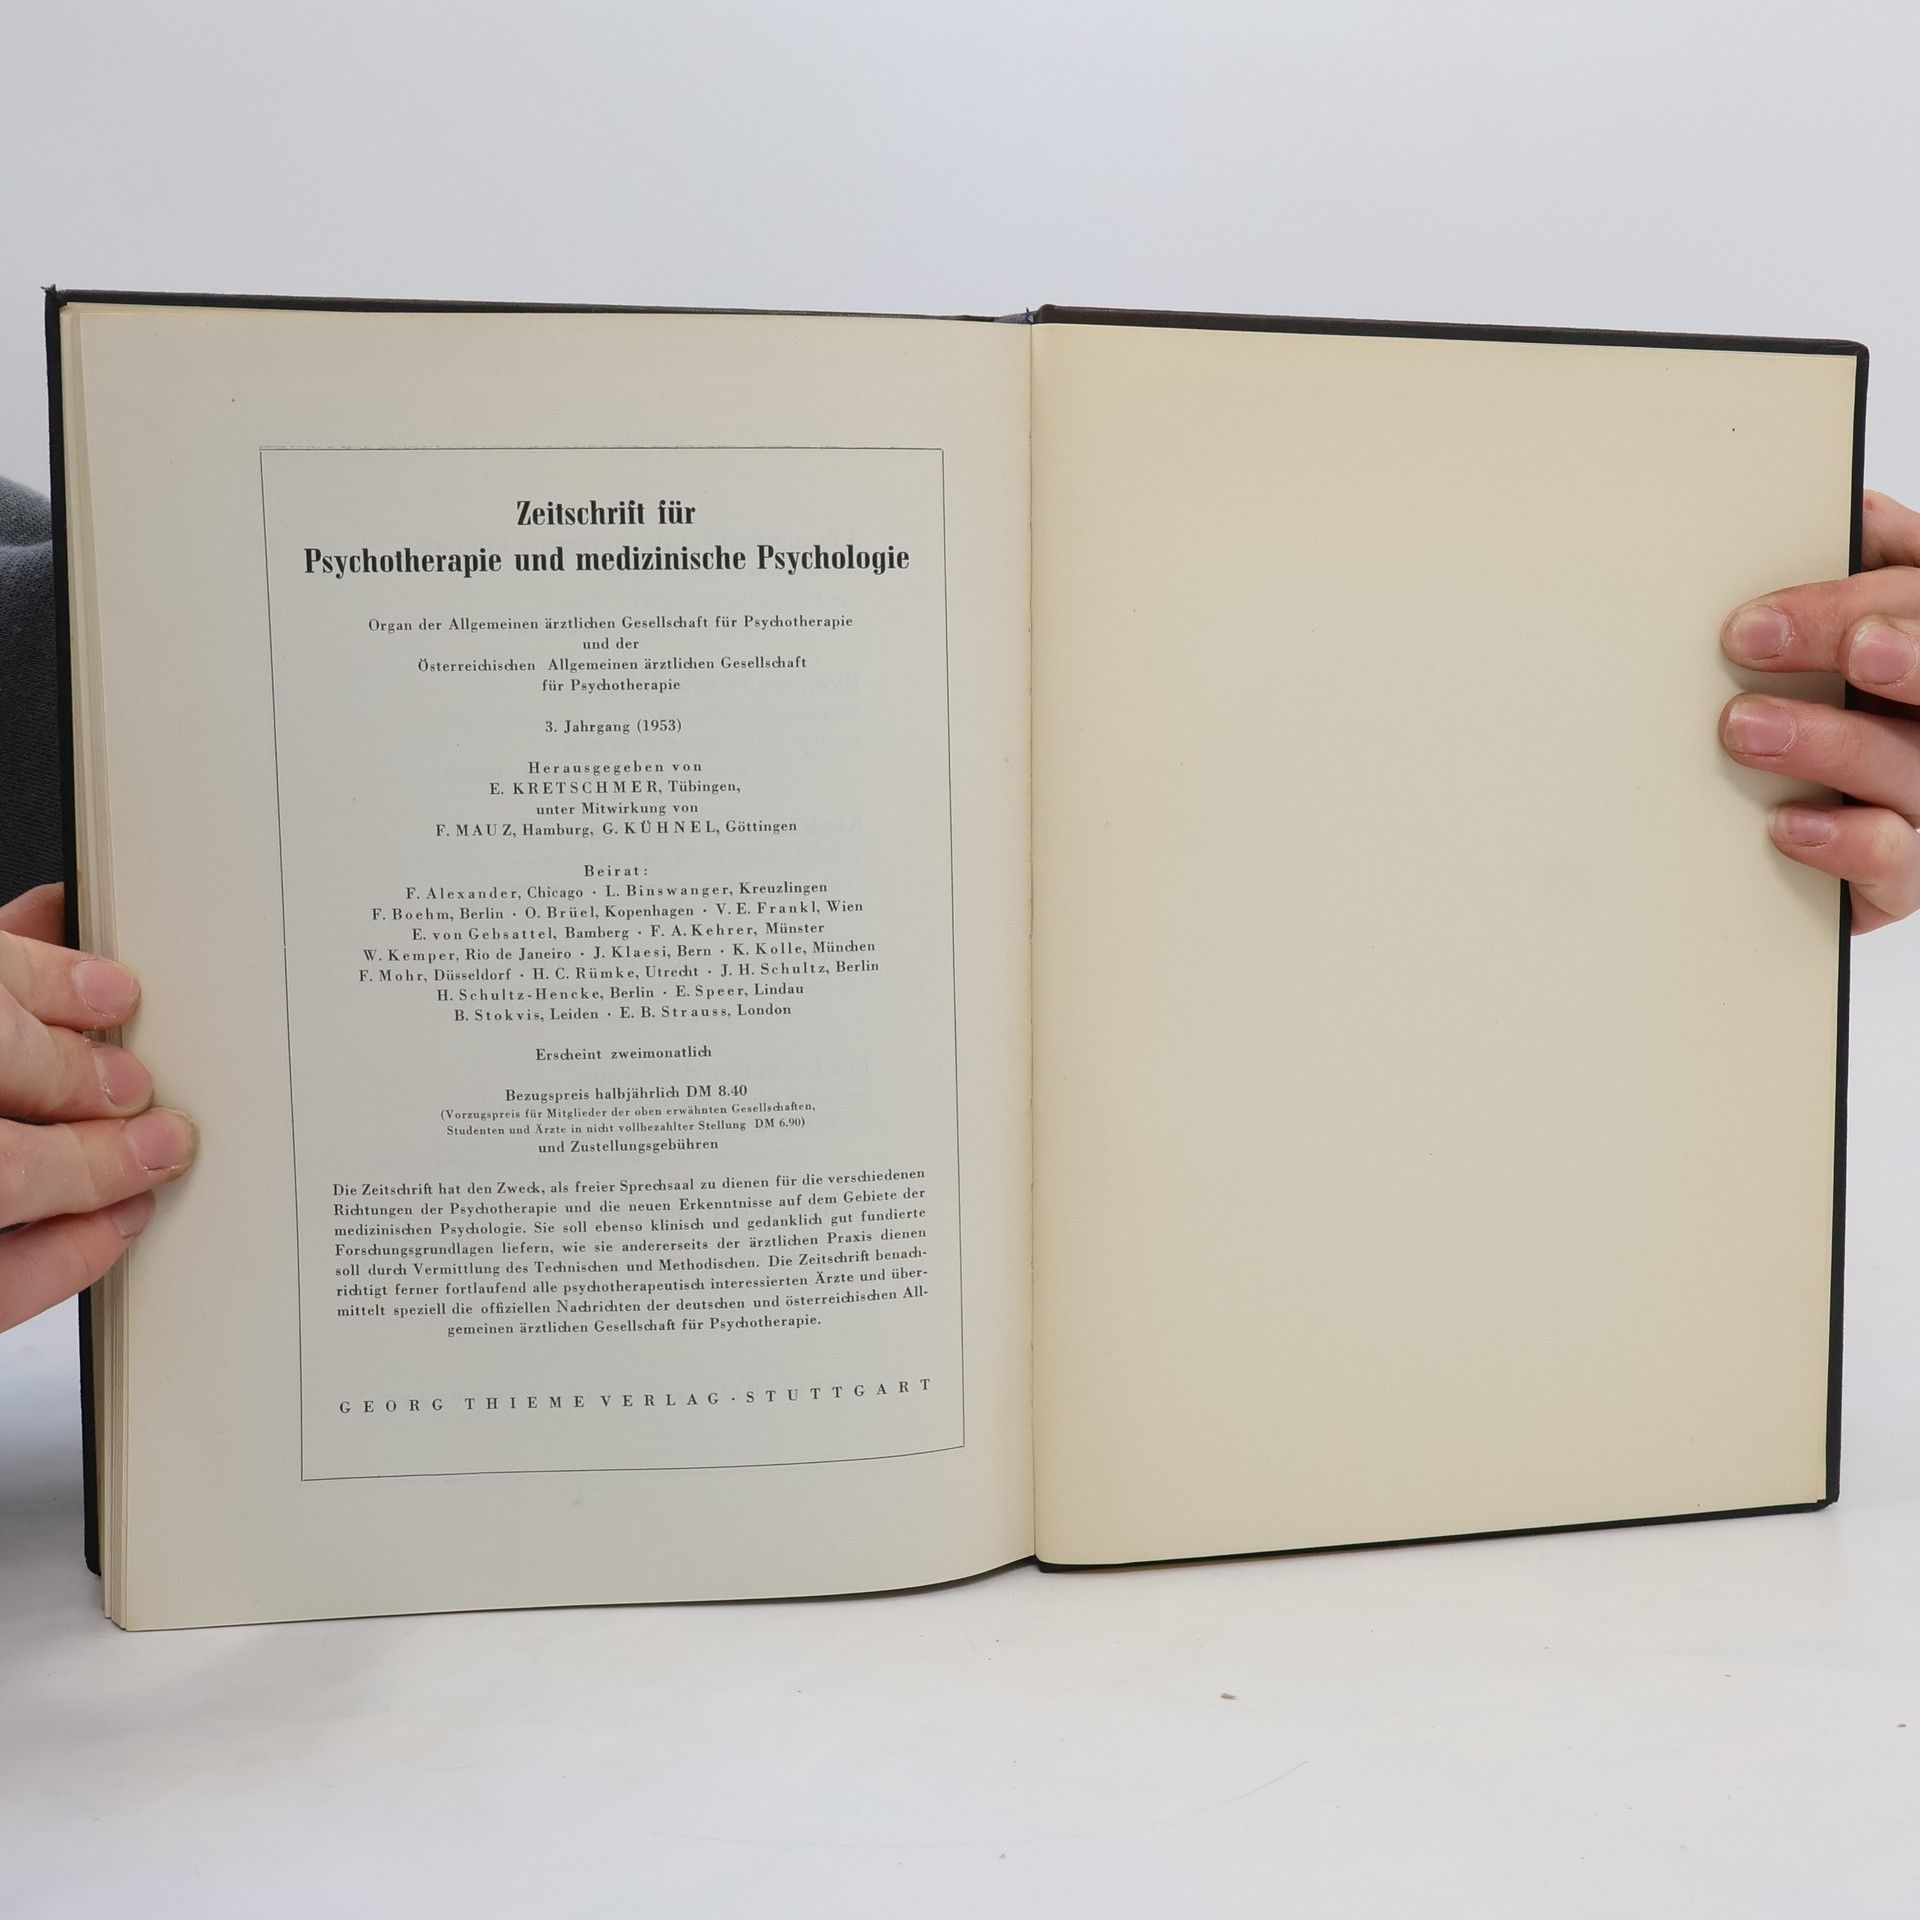 Zeitschrift für
Psychotherapie und medizinische Psychologie
Organ der Allgemeinen ärztlichen Gesellschaft für Psychotherapie
und der
Österreichischen Allgemeinen ärztlichen Gesellschaft
für Psychotherapie
3. Jahrgang (1953)
Herausgegeben von
E. KRETSCHMER, Tübingen,
unter Mitwirkung von
F. MAUZ, Hamburg, G. KÜHNEL, Göttingen
Beirat:
F. Alexander, Chicago · L. Binswanger, Kreuzlingen
F. Boehm, Berlin · O. Brüel, Kopenhagen · V. E. Frankl, Wien
E. von Gebsattel, Bamberg · F. A. Kehrer, Münster
W. Kemper, Rio de Janeiro · J. Klaesi, Bern · K. Kolle, München
F. Mohr, Düsseldorf · H. C. Rümke, Utrecht · J. H. Schultz, Berlin
H. Schultz-Hencke, Berlin · E. Speer, Lindau
B. Stokvis, Leiden · E. B. Strauss, London
Erscheint zweimonatlich
Bezugspreis halbjährlich DM 8.40
(Vorzugspreis für Mitglieder der oben erwähnten Gesellschaften,
Studenten und Ärzte in nicht vollbezahlter Stellung DM 6.90)
und Zustellungsgebühren
Die Zeitschrift hat den Zweck, als freier Sprechsaal zu dienen für die verschiedenen
Richtungen der Psychotherapie und die neuen Erkenntnisse auf dem Gebiete der
medizinischen Psychologie. Sie soll ebenso klinisch und gedanklich gut fundierte
Forschungsgrundlagen liefern, wie sie andererseits der ärztlichen Praxis dienen
soll durch Vermittlung des Technischen und Methodischen. Die Zeitschrift benach-
richtigt ferner fortlaufend alle psychotherapeutisch interessierten Ärzte und über-
mittelt speziell die offiziellen Nachrichten der deutschen und österreichischen All-
gemeinen ärztlichen Gesellschaft für Psychotherapie.
GEORG THIEME VERLAG · STUTTGART